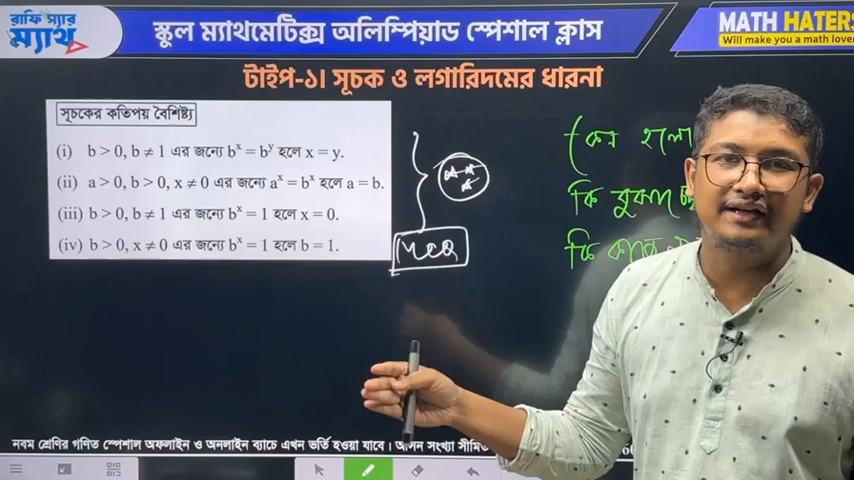 রাফি স্যার
ম্যাথ
স্কুল ম্যাথমেটিক্স অলিম্পিয়াড স্পেশাল ক্লাস
MATH HATERS
Will make you a math lover
টাইপ-১। সূচক ও লগারিদমের ধারনা
সূচকের কতিপয় বৈশিষ্ট্য
(i) b > 0, b ≠ 1 এর জন্যে bˣ = bʸ হলে x = y.
(ii) a > 0, b > 0, x ≠ 0 এর জন্যে aˣ = bˣ হলে a = b.
(iii) b > 0, b ≠ 1 এর জন্যে bˣ = 1 হলে x = 0.
(iv) b > 0, x ≠ 0 এর জন্যে bˣ = 1 হলে b = 1.
MCQ
কেন হলো
কি
কি
নবম শ্রেণির গণিত স্পেশাল অফলাইন ও অনলাইন ব্যাচে এখন ভর্তি হওয়া যাবে। আসন সীমিত